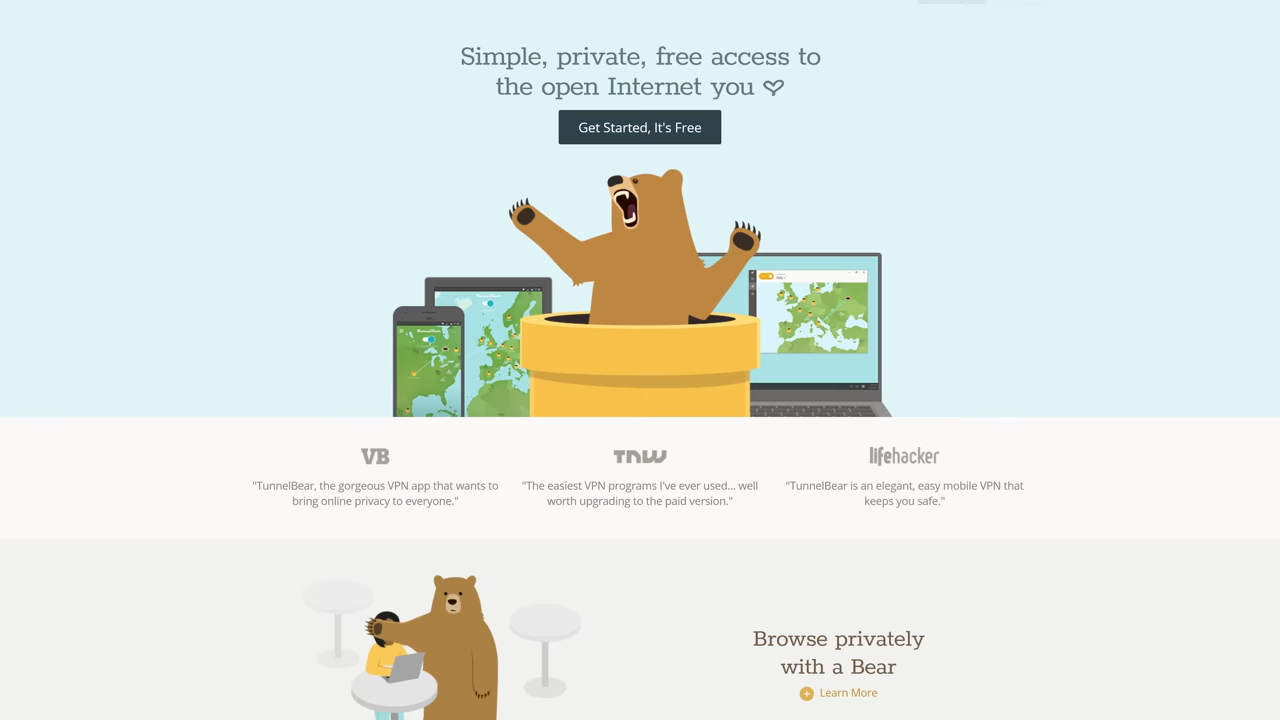 Simple, private, free access to
the open Internet you
Get Started, It's Free
VB
TNW
lifehacker
"TunnelBear, the gorgeous VPN app that wants to
bring online privacy to everyone."
"The easiest VPN programs I've ever used... well
worth upgrading to the paid version."
"TunnelBear is an elegant, easy mobile VPN that
keeps you safe."
Browse privately
with a Bear
Learn More